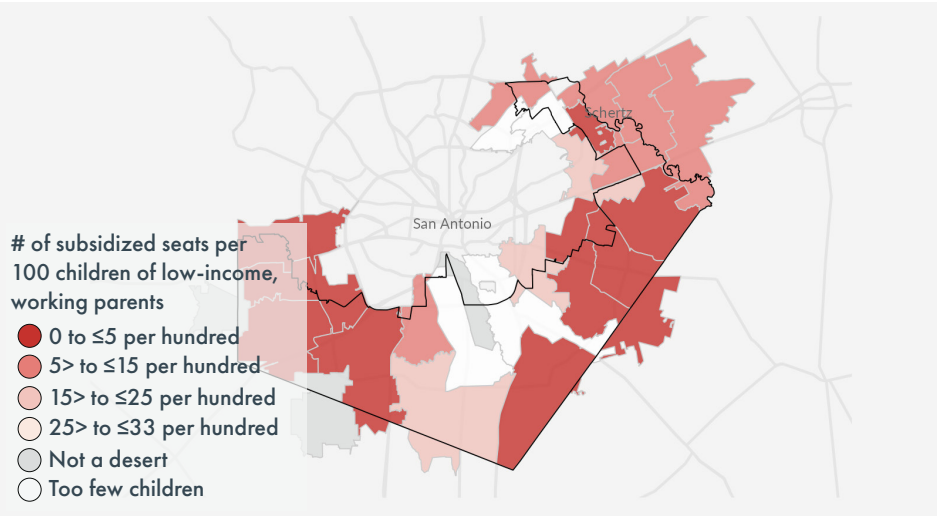 Schertz
San Antonio
# of subsidized seats per
100 children of low-income,
working parents
0 to ≤5 per hundred
5> to ≤15 per hundred
15> to ≤25 per hundred
25> to ≤33 per hundred
Not a desert
Too few children